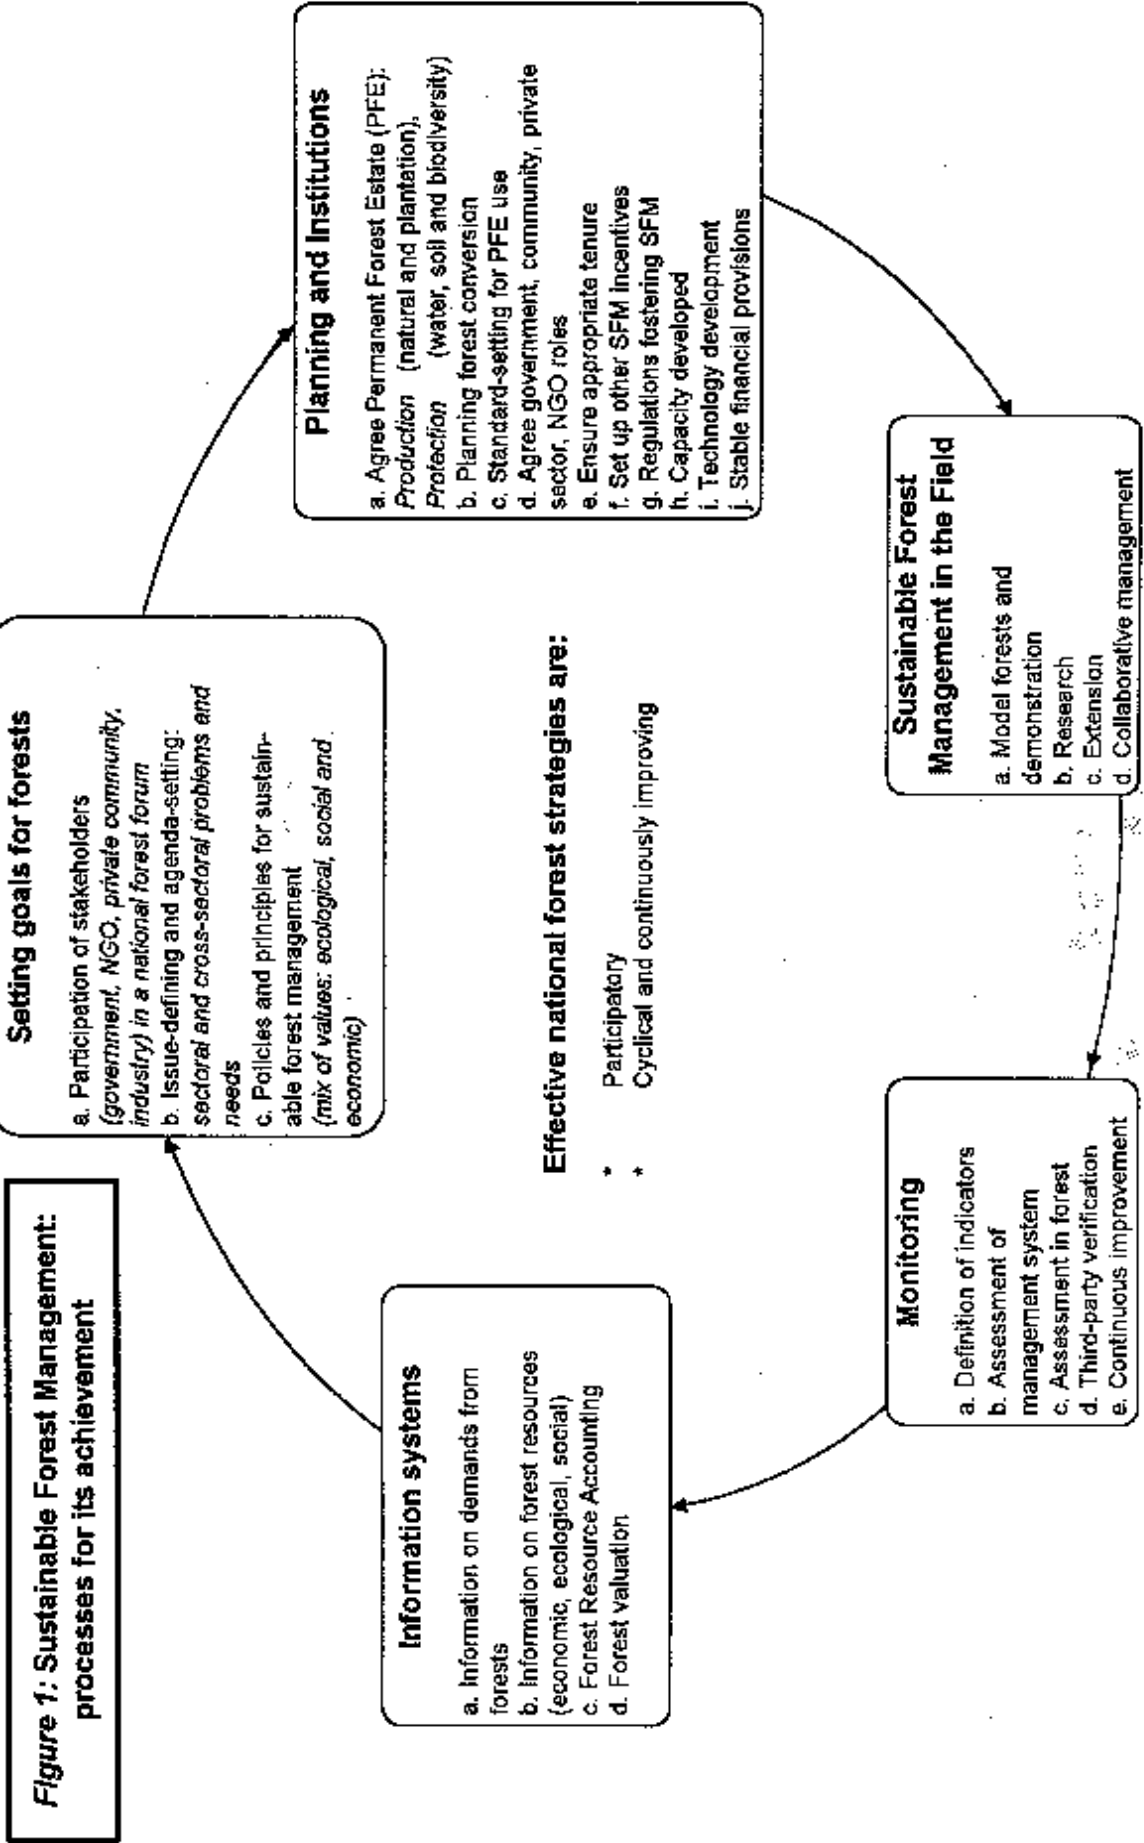 Figure 1: Sustainable Forest Management:
processes for its achievement
Setting goals for forests
a. Participation of stakeholders
(government, NGO, private community,
industry) in a national forest forum
b. Issue-defining and agenda-setting:
sectoral and cross-sectoral problems and
needs
c. Policies and principles for sustain-
able forest management
(mix of values: ecological, social and
economic)
Planning and Institutions
a. Agree Permanent Forest Estate (PFE):
Production (natural and plantation),
Protection (water, soil and biodiversity)
b. Planning forest conversion
c. Standard-setting for PFE use
d. Agree government, community, private
sector, NGO roles
e. Ensure appropriate tenure
f. Set up other SFM incentives
g. Regulations fostering SFM
h. Capacity developed
i. Technology development
j. Stable financial provisions
Sustainable Forest
Management in the Field
a. Model forests and
demonstration
b. Research
c. Extension
d. Collaborative management
Monitoring
a. Definition of indicators
b. Assessment of
management system
c. Assessment in forest
d. Third-party verification
e. Continuous improvement
Information systems
a. Information on demands from
forests
b. Information on forest resources
(economic, ecological, social)
c. Forest Resource Accounting
d. Forest valuation
Effective national forest strategies are:
* Participatory
* Cyclical and continuously improving